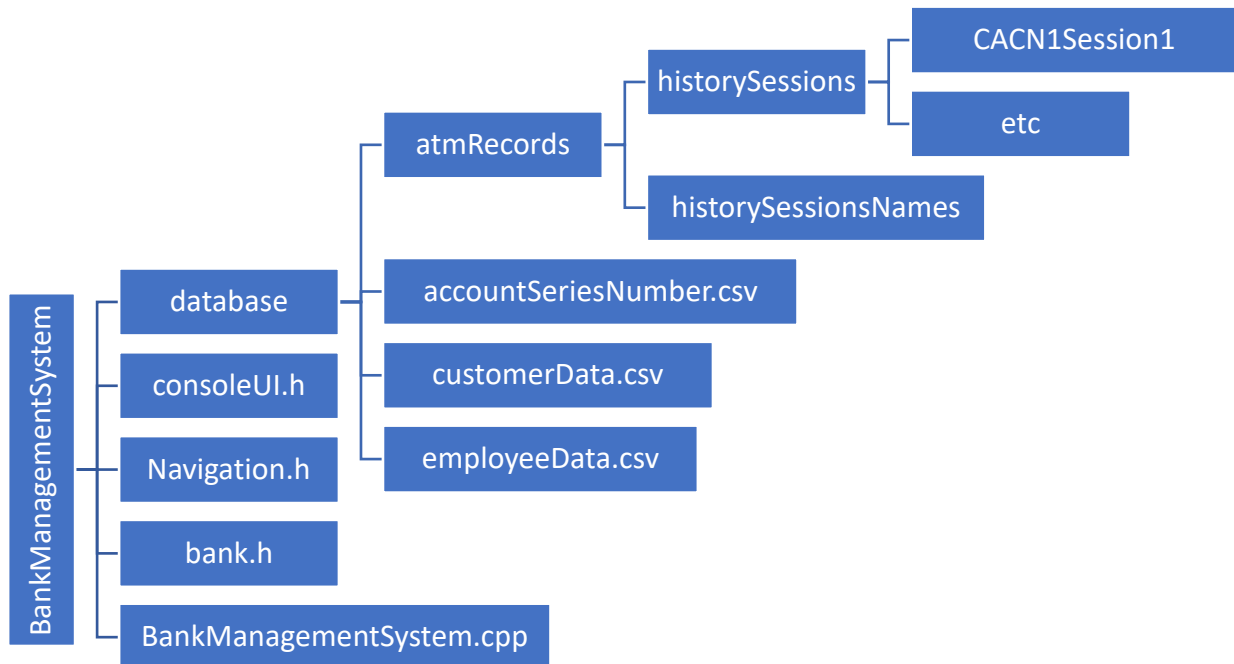 BankManagementSystem
database
atmRecords
historySessions
CACN1Session1
etc
historySessionsNames
accountSeriesNumber.csv
customerData.csv
employeeData.csv
consoleUI.h
Navigation.h
bank.h
BankManagementSystem.cpp